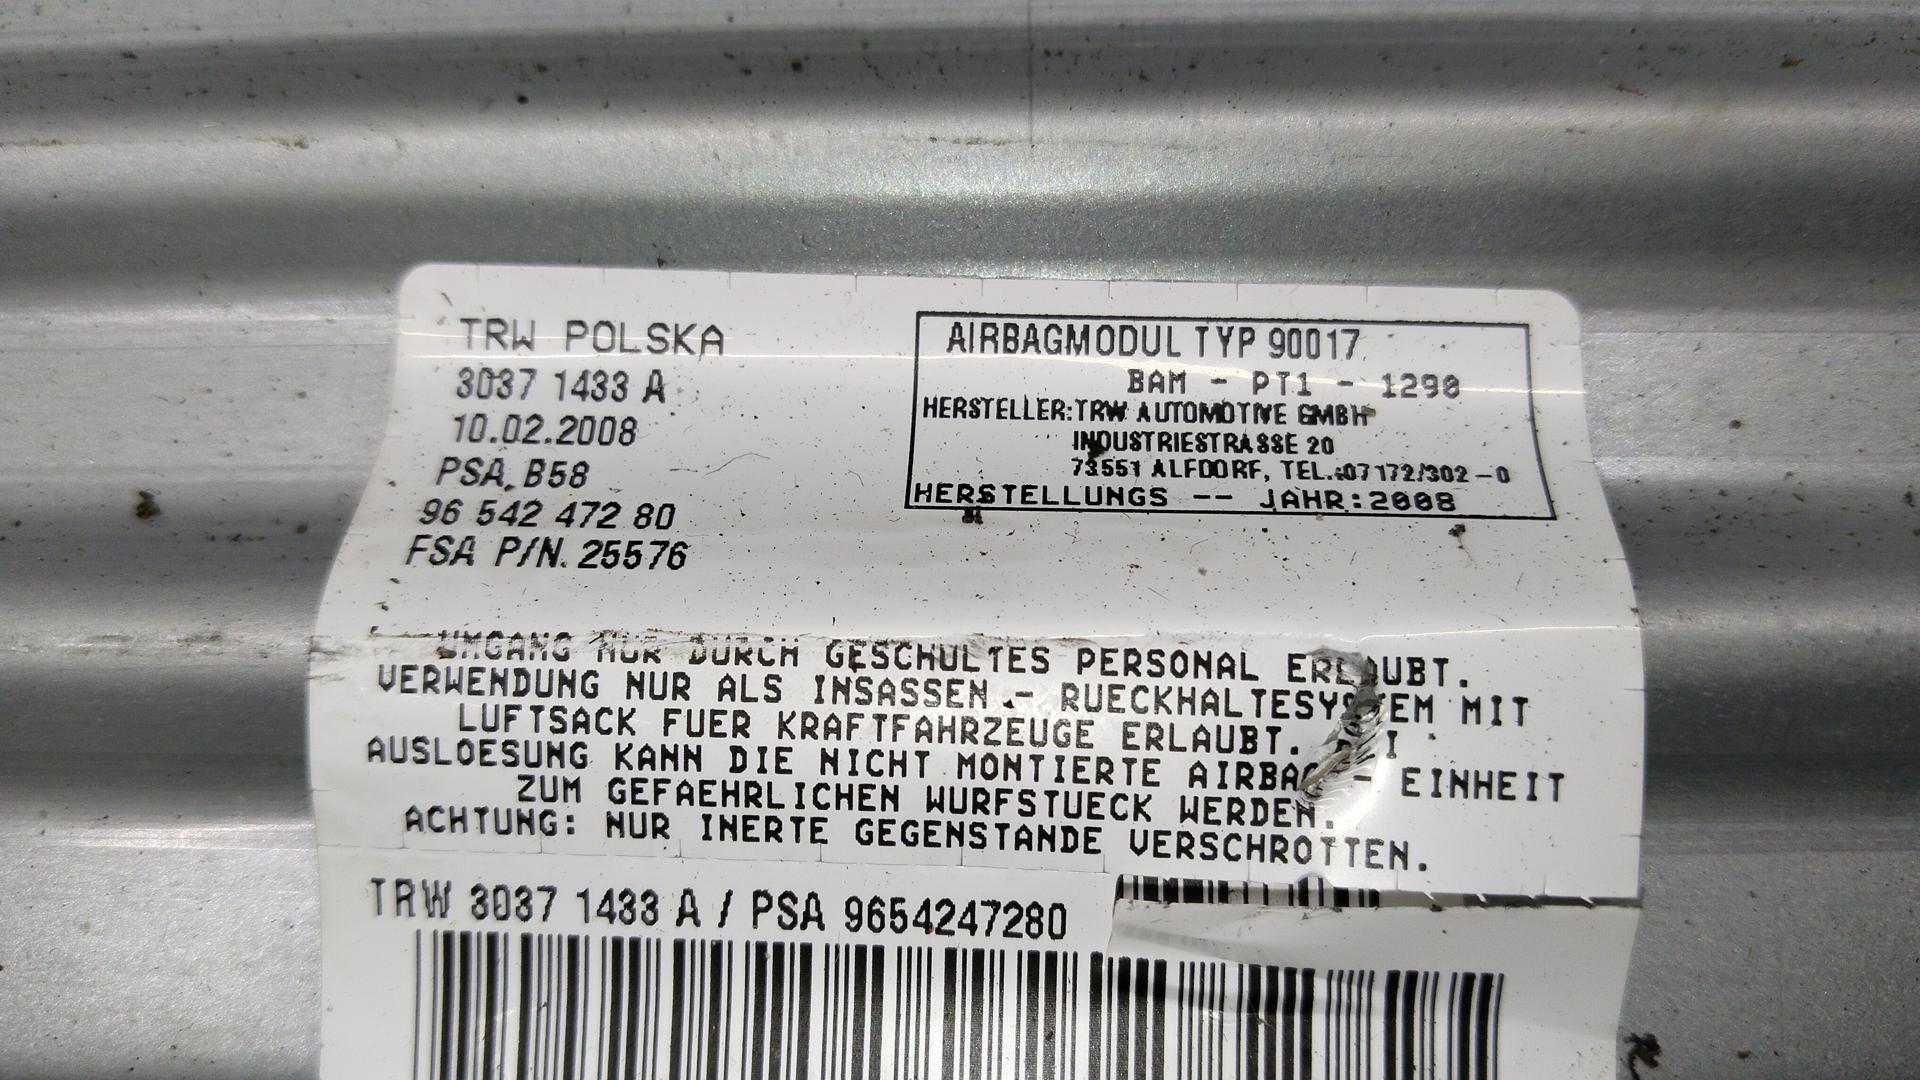 TRW POLSKA
3037 1433 A
10.02.2008
PSA, B58
96 542 472 80
FSA P/N. 25576
AIRBAGMODUL TYP 90017
BAM - PT1 - 1290
HERSTELLER: TRW AUTOMOTIVE GMBH
INDUSTRIESTRASSE 20
73551 ALFDORF, TEL.:07172/302-0
HERSTELLUNGS -- JAHR:2008
UMGANG NUR DURCH GESCHULTES PERSONAL ERLAUBT.
VERWENDUNG NUR ALS INSASSEN - RUECKHALTESYSTEM MIT
LUFTSACK FUER KRAFTFAHRZEUGE ERLAUBT. BEI
AUSLOESUNG KANN DIE NICHT MONTIERTE AIRBAG - EINHEIT
ZUM GEFAEHRLICHEN WURFSTUECK WERDEN.
ACHTUNG: NUR INERTE GEGENSTANDE VERSCHROTTEN.
TRW 3037 1433 A / PSA 9654247280